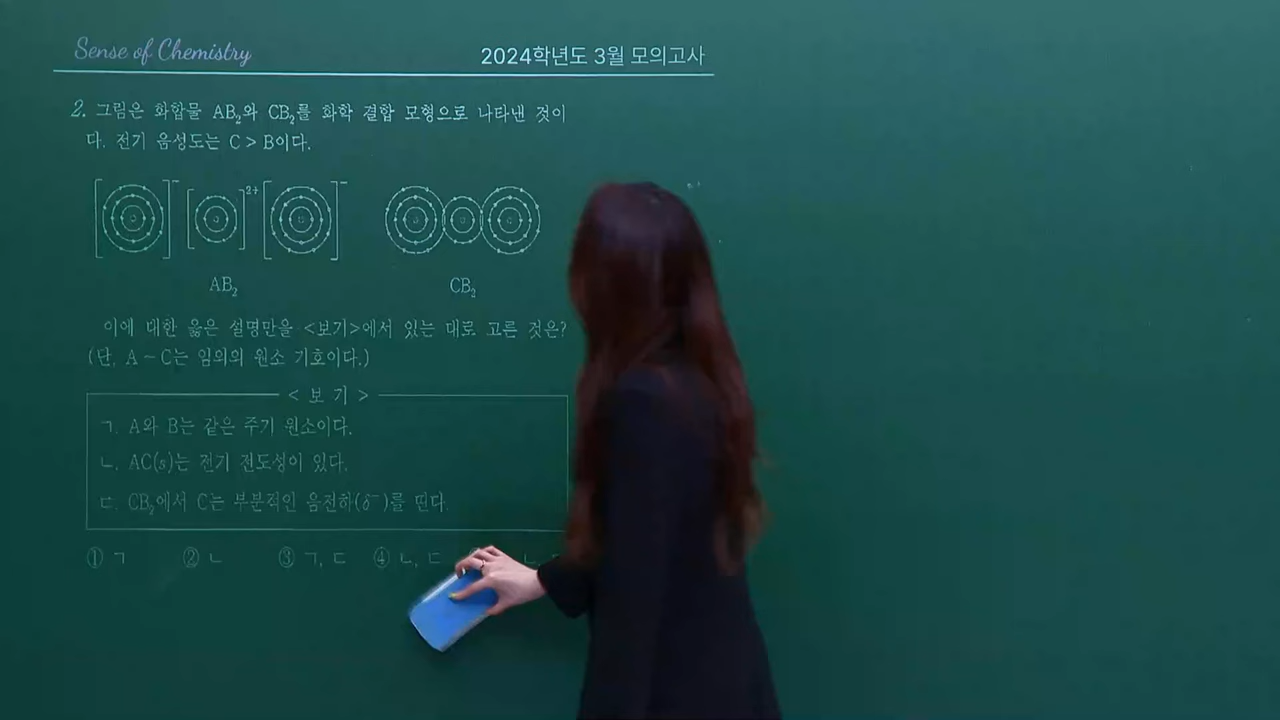 Sense of Chemistry
2024학년도 3월 모의고사
2. 그림은 화합물 AB₂와 CB₂를 화학 결합 모형으로 나타낸 것이
다. 전기 음성도는 C > B이다.
- 2+ -
AB₂ CB₂
이에 대한 옳은 설명만을 <보기>에서 있는 대로 고른 것은?
(단, A ~ C는 임의의 원소 기호이다.)
< 보 기 >
ㄱ. A와 B는 같은 주기 원소이다.
ㄴ. AC(s)는 전기 전도성이 있다.
ㄷ. CB₂에서 C는 부분적인 음전하(δ⁻)를 띤다.
① ㄱ ② ㄴ ③ ㄱ, ㄷ ④ ㄴ, ㄷ ㄴ